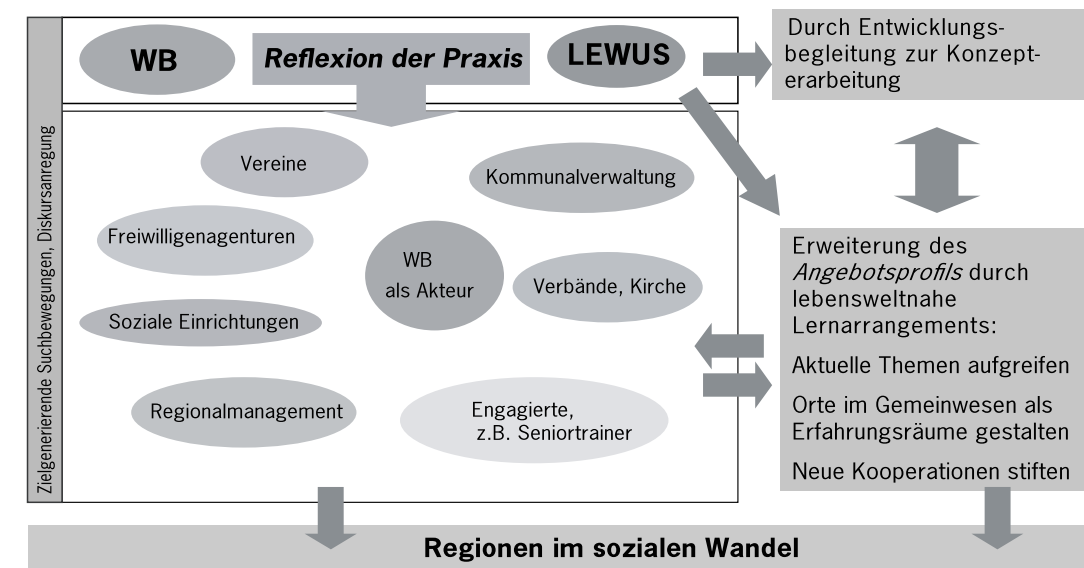 Zielgenerierende Suchbewegungen, Diskursanregung
WB
Reflexion der Praxis
LEWUS
Durch Entwicklungs-
begleitung zur Konzept-
erarbeitung
Vereine
Kommunalverwaltung
Freiwilligenagenturen
WB
als Akteur
Verbände, Kirche
Soziale Einrichtungen
Regionalmanagement
Engagierte,
z.B. Seniortrainer
Erweiterung des
Angebotsprofils durch
lebensweltnahe
Lernarrangements:
Aktuelle Themen aufgreifen
Orte im Gemeinwesen als
Erfahrungsräume gestalten
Neue Kooperationen stiften
Regionen im sozialen Wandel